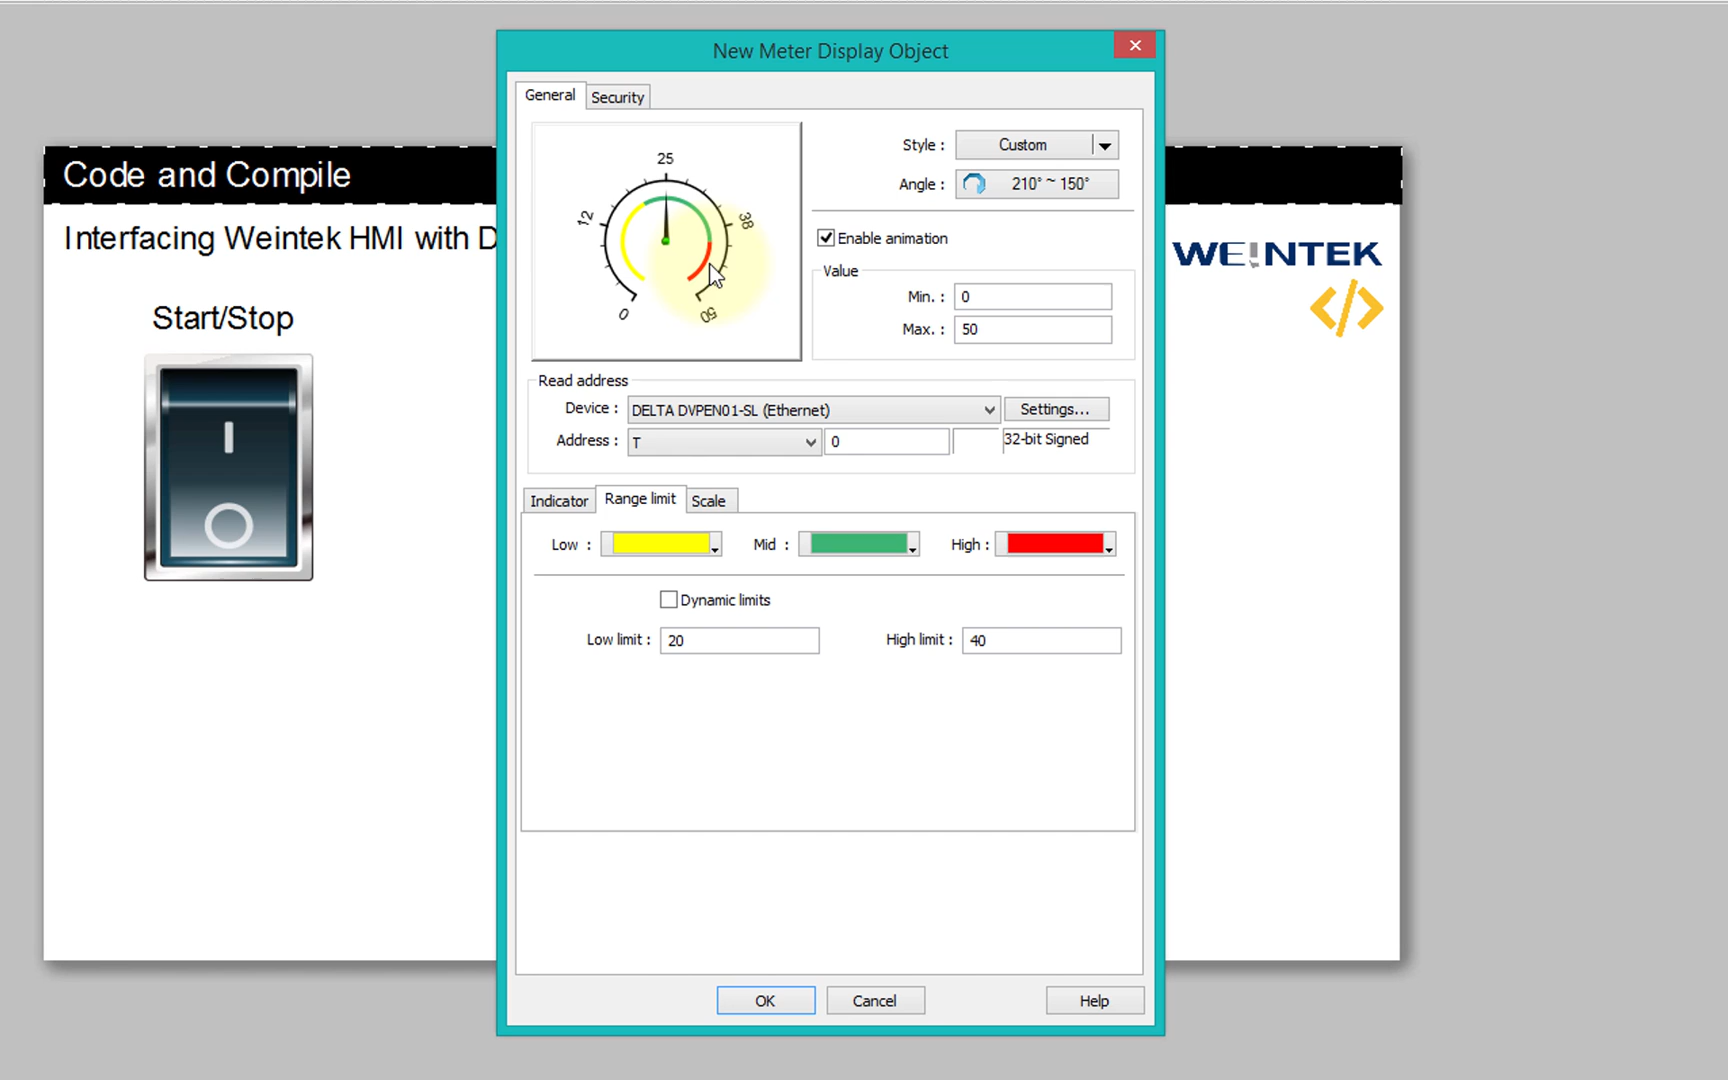 New Meter Display Object
General
Security
25
12
38
0
50
Style :
Custom
Angle :
210° ~ 150°
Enable animation
Value
Min. :
0
Max. :
50
Read address
Device :
DELTA DVPEN01-SL (Ethernet)
Settings...
Address :
T
0
32-bit Signed
Indicator
Range limit
Scale
Low :
Mid :
High :
Dynamic limits
Low limit :
20
High limit :
40
OK
Cancel
Help
Code and Compile
Interfacing Weintek HMI with D
WE!NTEK
</>
Start/Stop
I
O